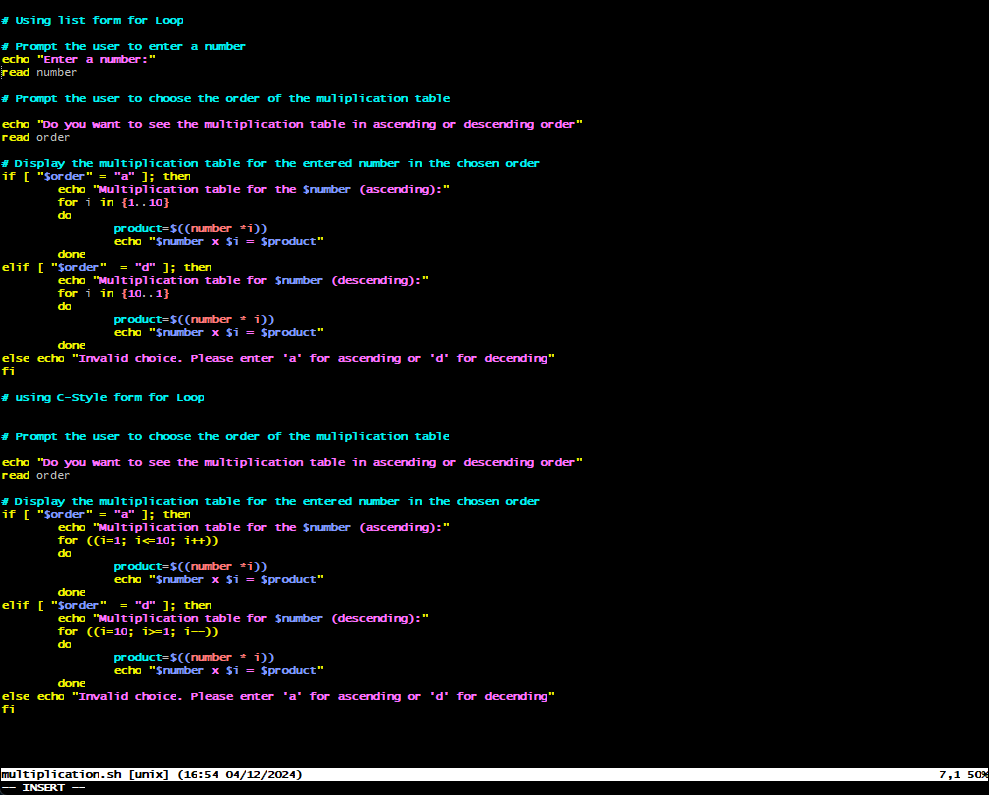 # Using list form for Loop
# Prompt the user to enter a number
echo "Enter a number:"
read number
# Prompt the user to choose the order of the muliplication table
echo "Do you want to see the multiplication table in ascending or descending order"
read order
# Display the multiplication table for the entered number in the chosen order
if [ "$order" = "a" ]; then
        echo "Multiplication table for the $number (ascending):"
        for i in {1..10}
        do
                product=$((number *i))
                echo "$number x $i = $product"
        done
elif [ "$order"  = "d" ]; then
        echo "Multiplication table for $number (descending):"
        for i in {10..1}
        do
                product=$((number * i))
                echo "$number x $i = $product"
        done
else echo "Invalid choice. Please enter 'a' for ascending or 'd' for decending"
fi
# using C-Style form for Loop
# Prompt the user to choose the order of the muliplication table
echo "Do you want to see the multiplication table in ascending or descending order"
read order
# Display the multiplication table for the entered number in the chosen order
if [ "$order" = "a" ]; then
        echo "Multiplication table for the $number (ascending):"
        for ((i=1; i<=10; i++))
        do
                product=$((number *i))
                echo "$number x $i = $product"
        done
elif [ "$order"  = "d" ]; then
        echo "Multiplication table for $number (descending):"
        for ((i=10; i>=1; i--))
        do
                product=$((number * i))
                echo "$number x $i = $product"
        done
else echo "Invalid choice. Please enter 'a' for ascending or 'd' for decending"
fi
multiplication.sh [unix] (16:54 04/12/2024) 7,1 50%
-- INSERT --